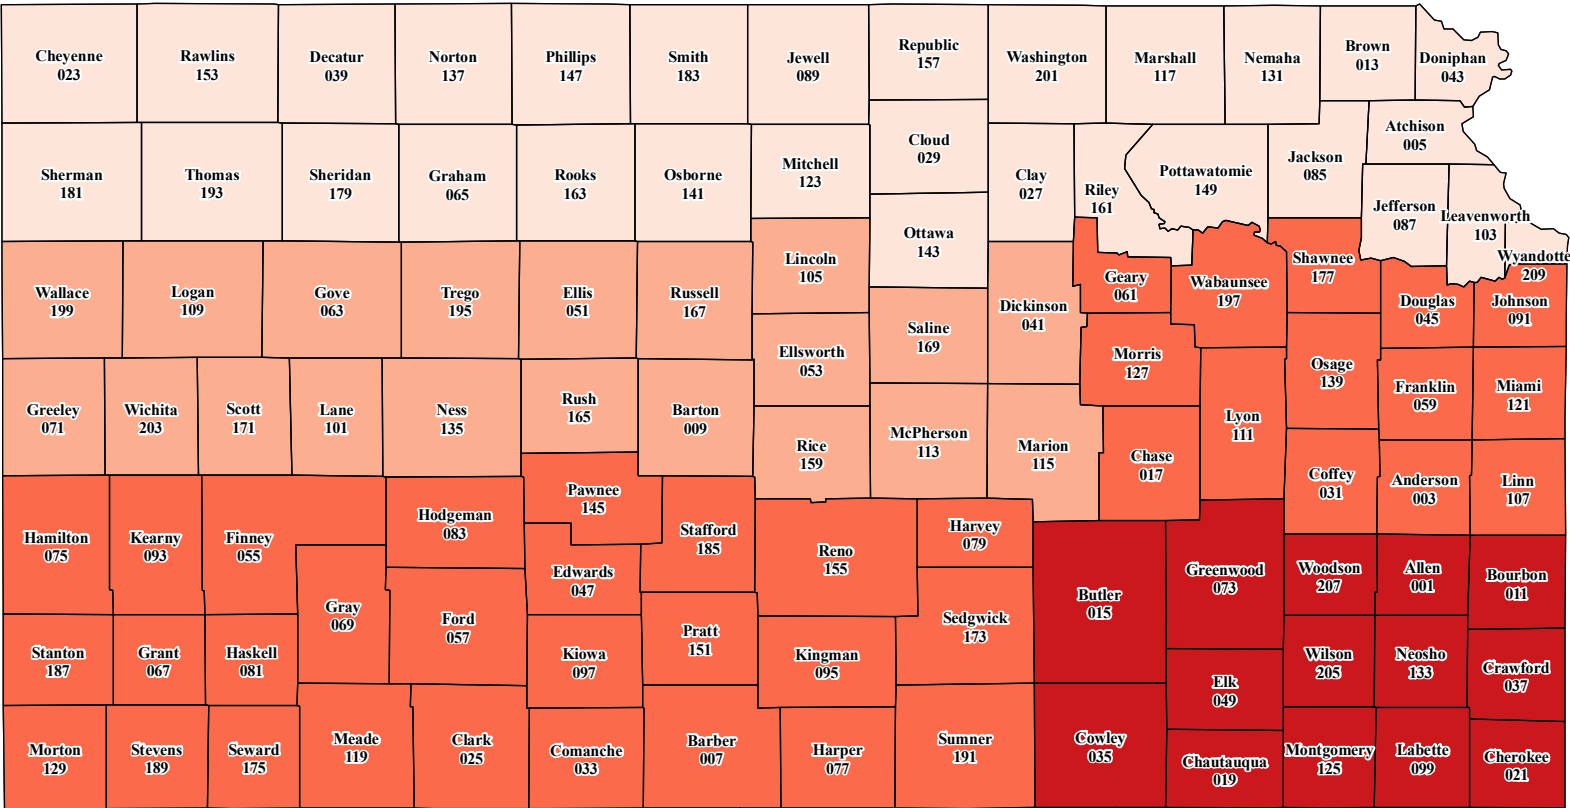 Cheyenne
023
Rawlins
153
Decatur
039
Norton
137
Phillips
147
Smith
183
Jewell
089
Republic
157
Washington
201
Marshall
117
Nemaha
131
Brown
013
Doniphan
043
Sherman
181
Thomas
193
Sheridan
179
Graham
065
Rooks
163
Osborne
141
Mitchell
123
Cloud
029
Clay
027
Riley
161
Pottawatomie
149
Jackson
085
Atchison
005
Jefferson
087
Leavenworth
103
Wyandotte
209
Ottawa
143
Wallace
199
Logan
109
Gove
063
Trego
195
Ellis
051
Russell
167
Lincoln
105
Saline
169
Dickinson
041
Geary
061
Wabaunsee
197
Shawnee
177
Douglas
045
Johnson
091
Ellsworth
053
Morris
127
Osage
139
Franklin
059
Miami
121
Greeley
071
Wichita
203
Scott
171
Lane
101
Ness
135
Rush
165
Barton
009
Rice
159
McPherson
113
Marion
115
Chase
017
Lyon
111
Coffey
031
Anderson
003
Linn
107
Hamilton
075
Kearny
093
Finney
055
Hodgeman
083
Pawnee
145
Stafford
185
Reno
155
Harvey
079
Edwards
047
Gray
069
Ford
057
Butler
015
Greenwood
073
Woodson
207
Allen
001
Bourbon
011
Stanton
187
Grant
067
Haskell
081
Kiowa
097
Pratt
151
Kingman
095
Sedgwick
173
Elk
049
Wilson
205
Neosho
133
Crawford
037
Morton
129
Stevens
189
Seward
175
Meade
119
Clark
025
Comanche
033
Barber
007
Harper
077
Sumner
191
Cowley
035
Chautauqua
019
Montgomery
125
Labette
099
Cherokee
021